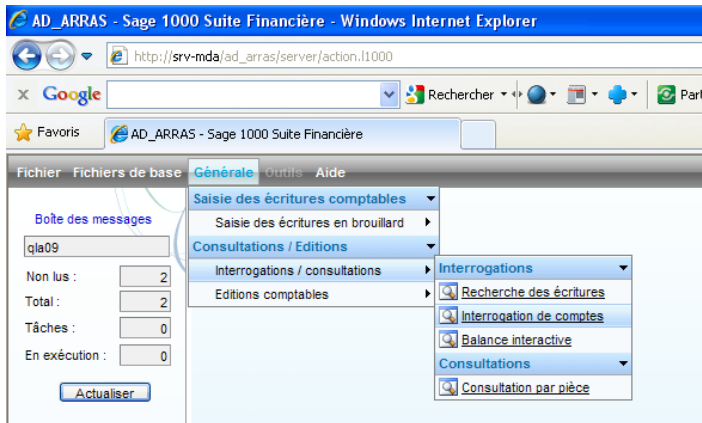 AD_ARRAS - Sage 1000 Suite Financière - Windows Internet Explorer
http://srv-mda/ad_arras/server/action.l1000
x Google Rechercher
Part
Favoris AD_ARRAS - Sage 1000 Suite Financière
Fichier Fichiers de base Générale Outils Aide
Saisie des écritures comptables
Saisie des écritures en brouillard
Consultations / Editions
Interrogations / consultations
Editions comptables
Interrogations
Recherche des écritures
Interrogation de comptes
Balance interactive
Consultations
Consultation par pièce
Boîte des messages
qla09
Non lus : 2
Total : 2
Tâches : 0
En exécution : 0
Actualiser